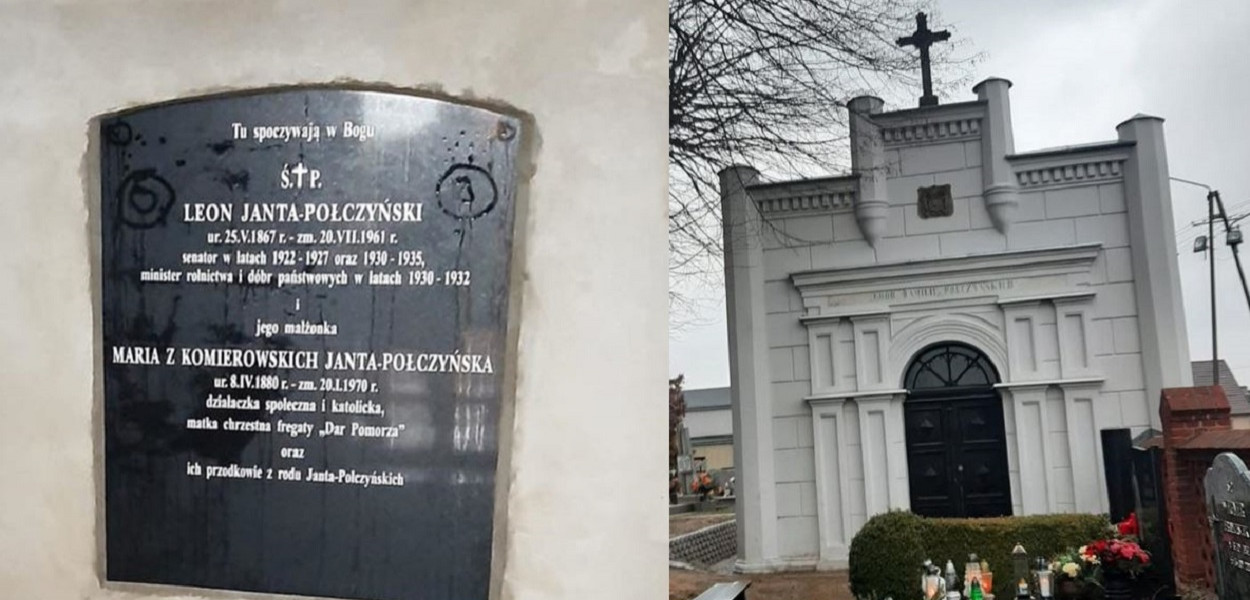 Tu spoczywają w Bogu
Ś.†P.
LEON JANTA-POŁCZYŃSKI
ur. 25.V.1867 r. - zm. 20.VII.1961 r.
senator w latach 1922 - 1927 oraz 1930 - 1935,
minister rolnictwa i dóbr państwowych w latach 1930 - 1932
i
jego małżonka
MARIA Z KOMIEROWSKICH JANTA-POŁCZYŃSKA
ur. 8.IV.1880 r. - zm. 20.I.1970 r.
działaczka społeczna i katolicka,
matka chrzestna fregaty „Dar Pomorza"
oraz
ich przodkowie z rodu Janta-Połczyńskich